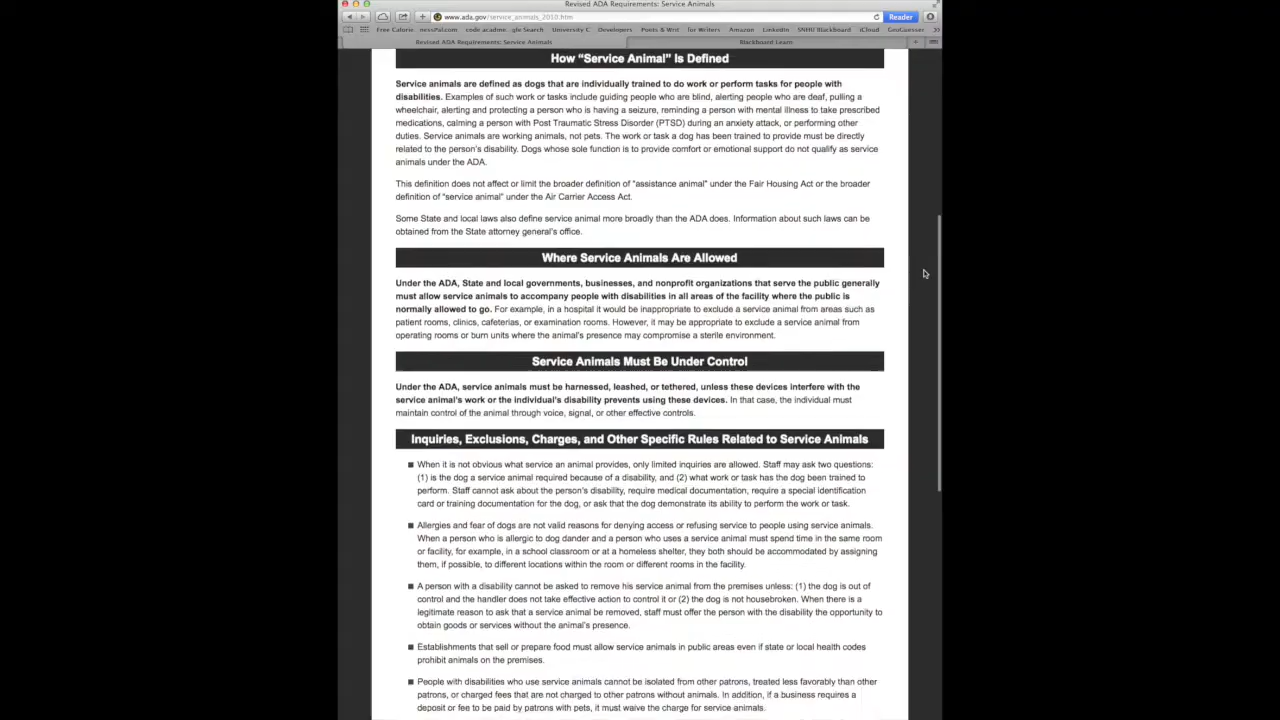 Revised ADA Requirements: Service Animals
www.ada.gov/service_animals_2010.htm
Reader
Free Calorie nessPal.com code acadme gle Search University C Developers Posts & Writ for Writers Amazon LinkedIn SNHU Blackboard iCloud GeoGuesser
Revised ADA Requirements: Service Animals
Blackboard Learn
How “Service Animal” Is Defined
Service animals are defined as dogs that are individually trained to do work or perform tasks for people with
disabilities. Examples of such work or tasks include guiding people who are blind, alerting people who are deaf, pulling a
wheelchair, alerting and protecting a person who is having a seizure, reminding a person with mental illness to take prescribed
medications, calming a person with Post Traumatic Stress Disorder (PTSD) during an anxiety attack, or performing other
duties. Service animals are working animals, not pets. The work or task a dog has been trained to provide must be directly
related to the person’s disability. Dogs whose sole function is to provide comfort or emotional support do not qualify as service
animals under the ADA.
This definition does not affect or limit the broader definition of “assistance animal” under the Fair Housing Act or the broader
definition of “service animal” under the Air Carrier Access Act.
Some State and local laws also define service animal more broadly than the ADA does. Information about such laws can be
obtained from the State attorney general’s office.
Where Service Animals Are Allowed
Under the ADA, State and local governments, businesses, and nonprofit organizations that serve the public generally
must allow service animals to accompany people with disabilities in all areas of the facility where the public is
normally allowed to go. For example, in a hospital it would be inappropriate to exclude a service animal from areas such as
patient rooms, clinics, cafeterias, or examination rooms. However, it may be appropriate to exclude a service animal from
operating rooms or burn units where the animal’s presence may compromise a sterile environment.
Service Animals Must Be Under Control
Under the ADA, service animals must be harnessed, leashed, or tethered, unless these devices interfere with the
service animal’s work or the individual’s disability prevents using these devices. In that case, the individual must
maintain control of the animal through voice, signal, or other effective controls.
Inquiries, Exclusions, Charges, and Other Specific Rules Related to Service Animals
When it is not obvious what service an animal provides, only limited inquiries are allowed. Staff may ask two questions:
(1) is the dog a service animal required because of a disability, and (2) what work or task has the dog been trained to
perform. Staff cannot ask about the person’s disability, require medical documentation, require a special identification
card or training documentation for the dog, or ask that the dog demonstrate its ability to perform the work or task.
Allergies and fear of dogs are not valid reasons for denying access or refusing service to people using service animals.
When a person who is allergic to dog dander and a person who uses a service animal must spend time in the same room
or facility, for example, in a school classroom or at a homeless shelter, they both should be accommodated by assigning
them, if possible, to different locations within the room or different rooms in the facility.
A person with a disability cannot be asked to remove his service animal from the premises unless: (1) the dog is out of
control and the handler does not take effective action to control it or (2) the dog is not housebroken. When there is a
legitimate reason to ask that a service animal be removed, staff must offer the person with the disability the opportunity to
obtain goods or services without the animal’s presence.
Establishments that sell or prepare food must allow service animals in public areas even if state or local health codes
prohibit animals on the premises.
People with disabilities who use service animals cannot be isolated from other patrons, treated less favorably than other
patrons, or charged fees that are not charged to other patrons without animals. In addition, if a business requires a
deposit or fee to be paid by patrons with pets, it must waive the charge for service animals.